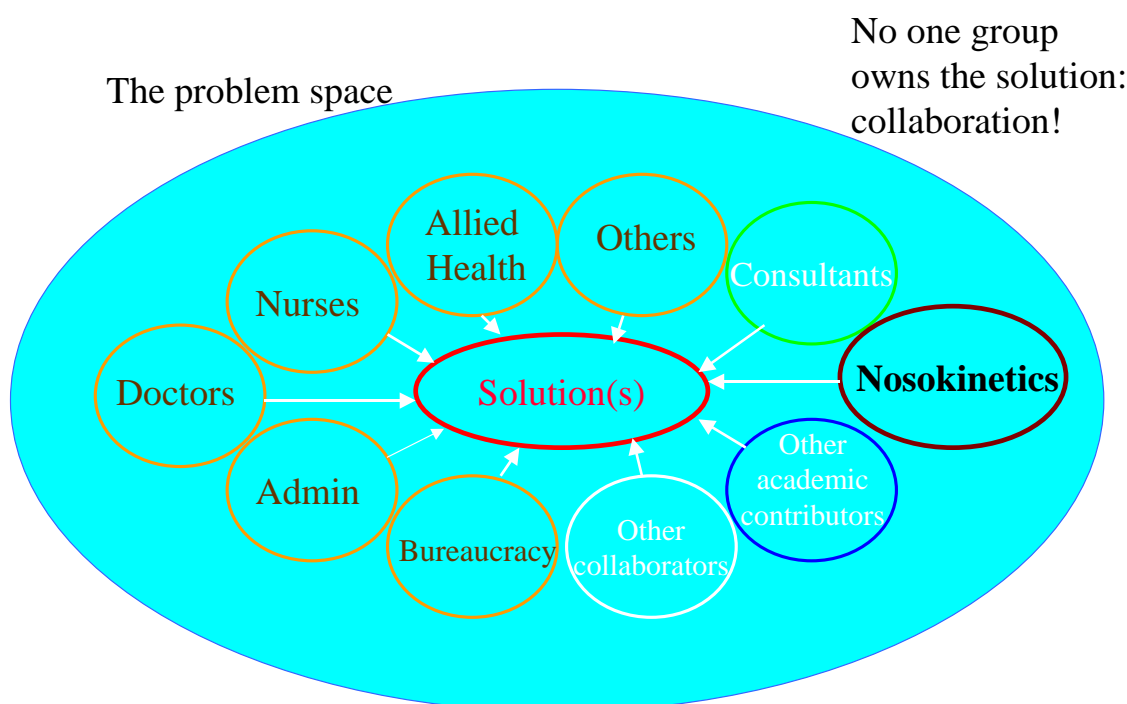 No one group
owns the solution:
collaboration!
The problem space
Allied
Health
Others
Consultants
Nurses
Nosokinetics
Doctors
Solution(s)
Admin
Other
academic
contributors
Bureaucracy
Other
collaborators